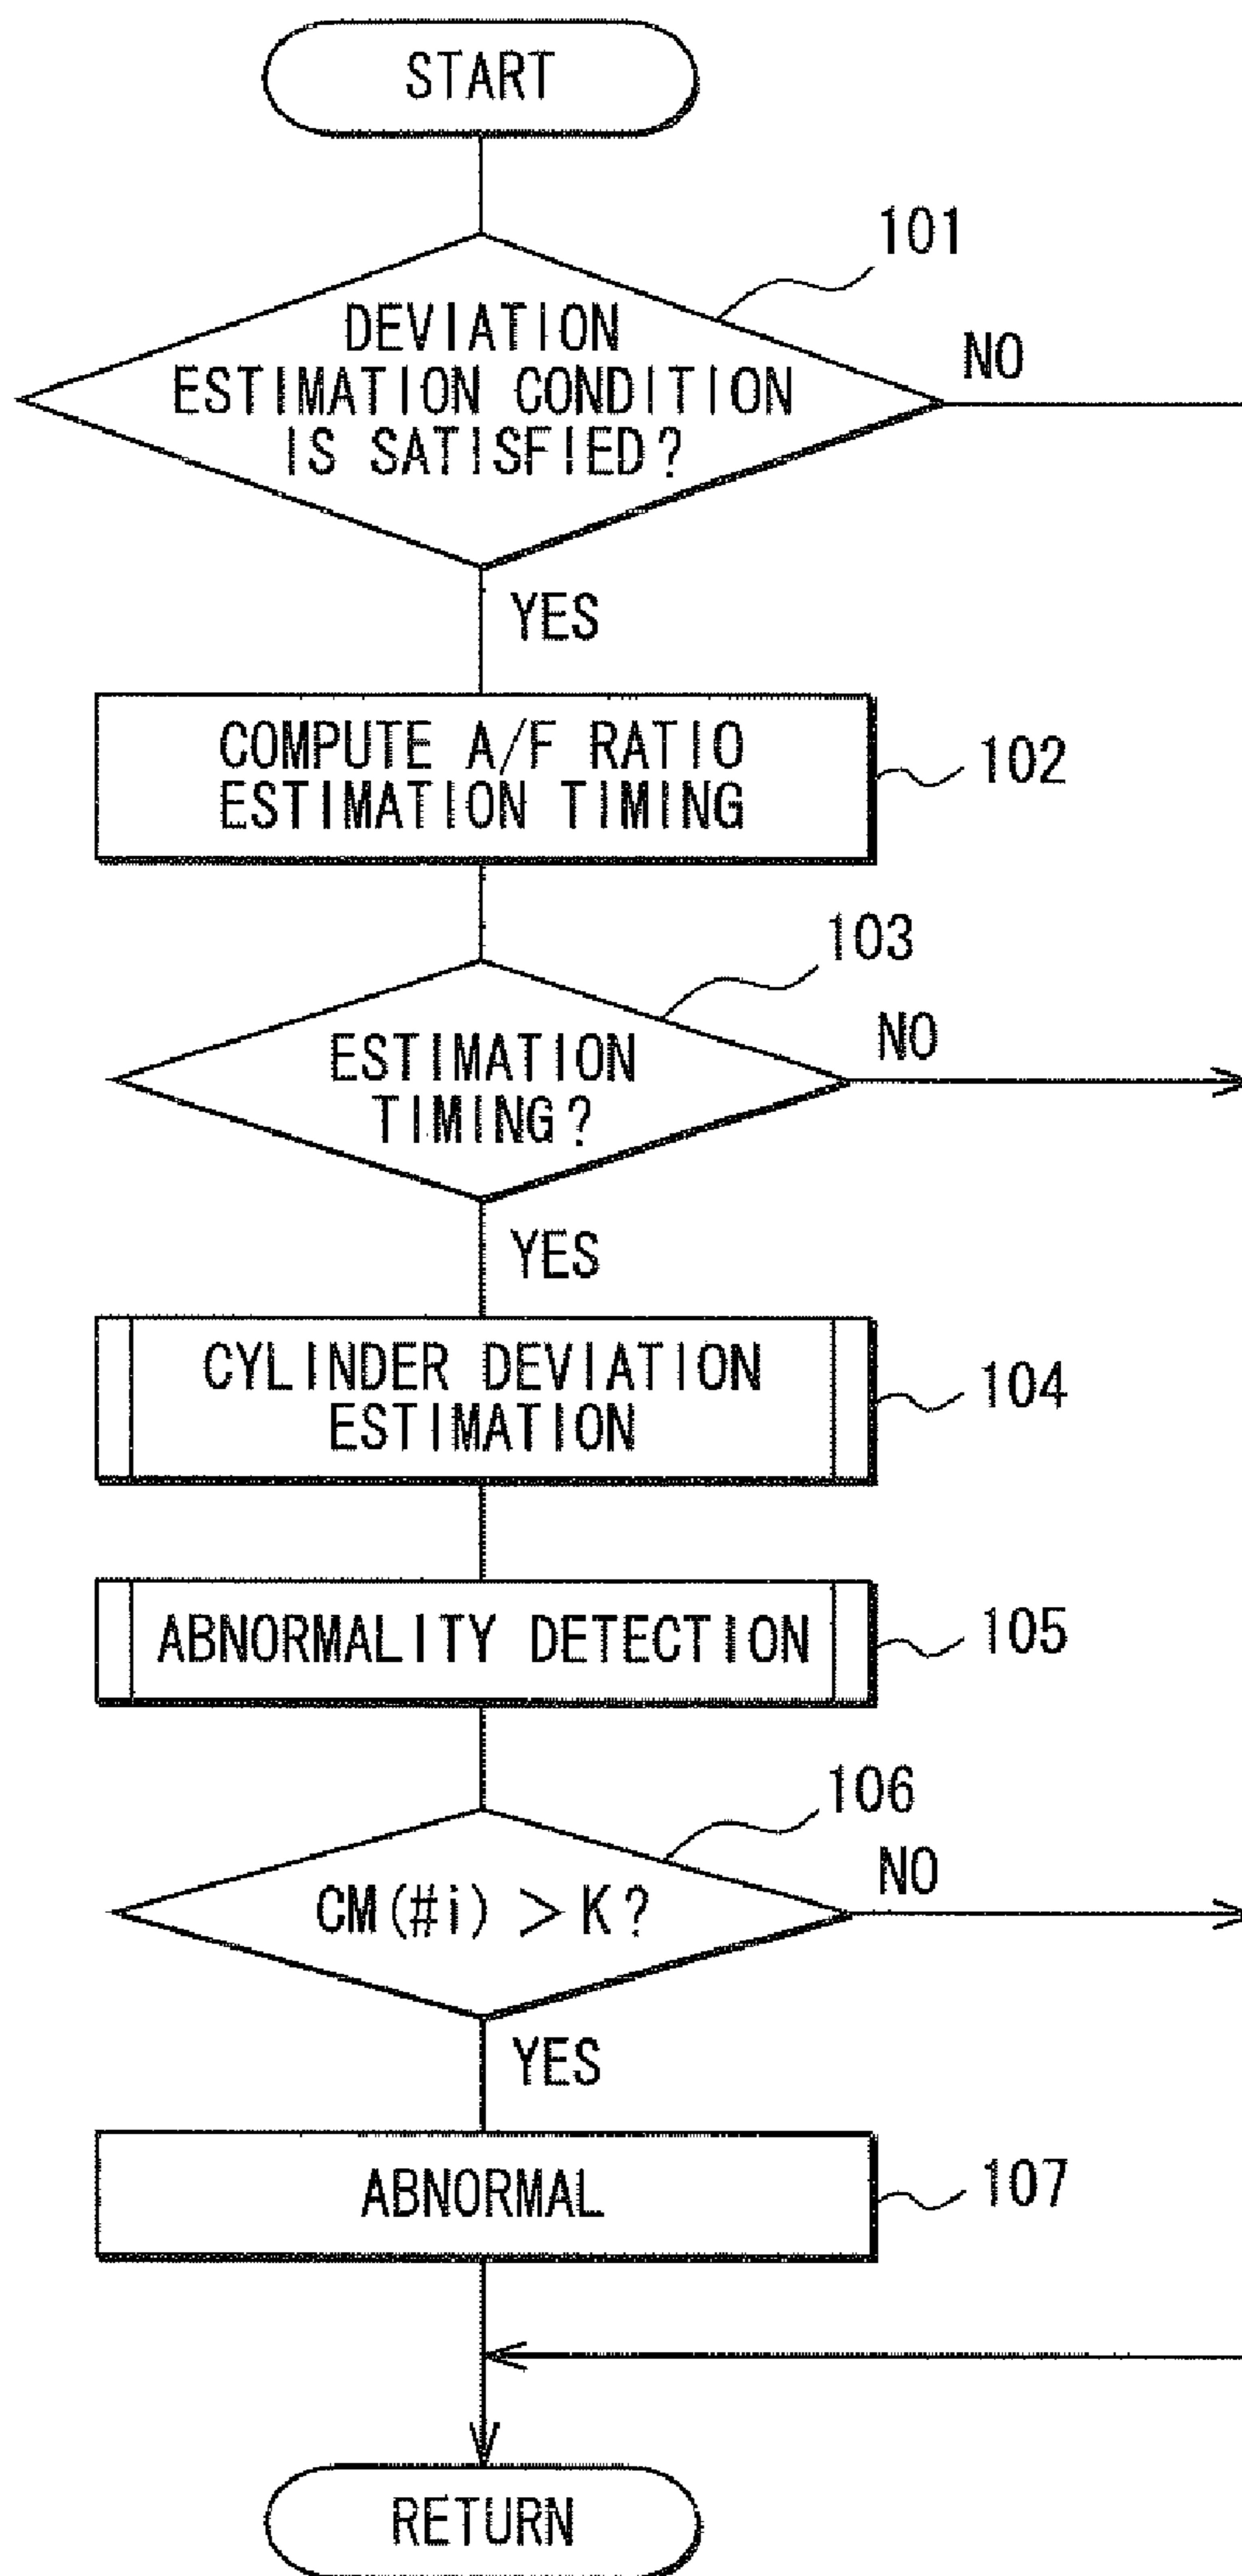 START
101
DEVIATION
ESTIMATION CONDITION
IS SATISFIED?
NO
YES
COMPUTE A/F RATIO
ESTIMATION TIMING
102
103
ESTIMATION
TIMING?
NO
YES
CYLINDER DEVIATION
ESTIMATION
104
ABNORMALITY DETECTION
105
106
CM(#i) > K?
NO
YES
ABNORMAL
107
RETURN